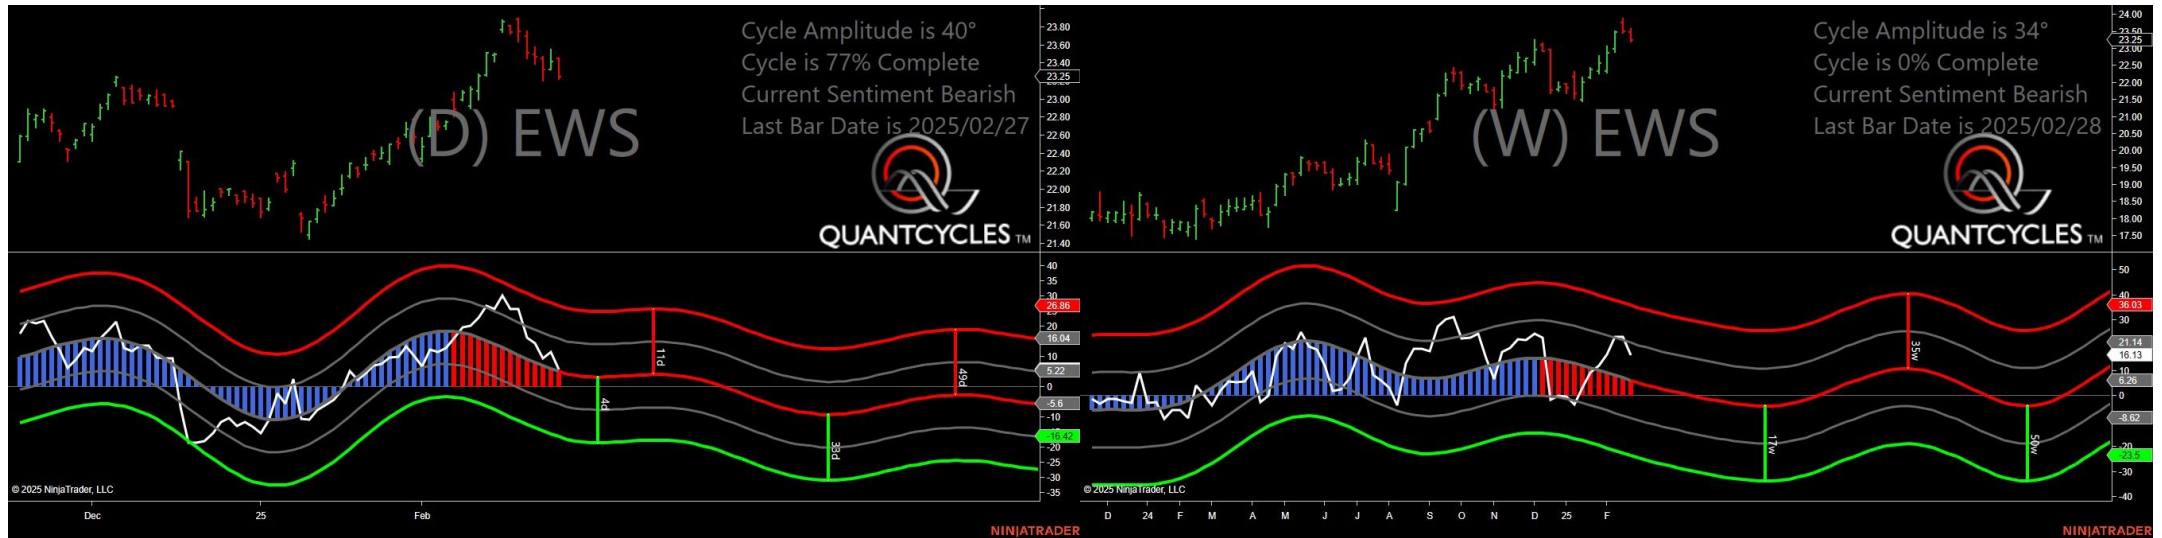 Cycle Amplitude is 40°
Cycle is 77% Complete
Current Sentiment Bearish
Last Bar Date is 2025/02/27
(D) EWS
QUANTCYCLES TM
23.80
23.60
23.40
23.25
23.00
22.80
22.60
22.40
22.20
22.00
21.80
21.60
21.40
40
35
30
26.86
20
16.04
10
5.22
0
-5.6
-10
-16.42
-20
-25
-30
-35
4d
11d
33d
49d
© 2025 NinjaTrader, LLC
Dec
25
Feb
NINJATRADER
Cycle Amplitude is 34°
Cycle is 0% Complete
Current Sentiment Bearish
Last Bar Date is 2025/02/28
(W) EWS
QUANTCYCLES TM
24.00
23.50
23.25
23.00
22.50
22.00
21.50
21.00
20.50
20.00
19.50
19.00
18.50
18.00
17.50
50
40
36.03
30
21.14
16.13
10
6.26
0
-8.62
-20
-23.5
-30
-40
17w
35w
50w
© 2025 NinjaTrader, LLC
D
24
F
M
A
M
J
J
A
S
O
N
D
25
F
NINJATRADER